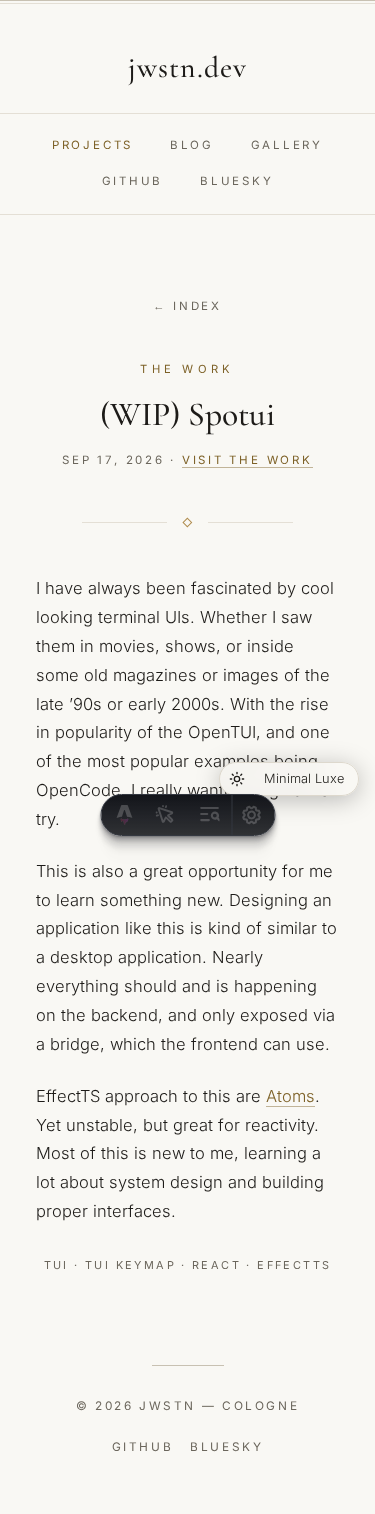 jwstn.dev
PROJECTS BLOG GALLERY
GITHUB BLUESKY
← INDEX
THE WORK
(WIP) Spotui
SEP 17, 2026 · VISIT THE WORK
I have always been fascinated by cool
looking terminal UIs. Whether I saw
them in movies, shows, or inside
some old magazines or images of the
late ’90s or early 2000s. With the rise
in popularity of the OpenTUI, and one
of the most popular examples being
Minimal Luxe
OpenCode, I really
try.
This is also a great opportunity for me
to learn something new. Designing an
application like this is kind of similar to
a desktop application. Nearly
everything should and is happening
on the backend, and only exposed via
a bridge, which the frontend can use.
EffectTS approach to this are Atoms.
Yet unstable, but great for reactivity.
Most of this is new to me, learning a
lot about system design and building
proper interfaces.
TUI · TUI KEYMAP · REACT · EFFECTTS
© 2026 JWSTN — COLOGNE
GITHUB BLUESKY